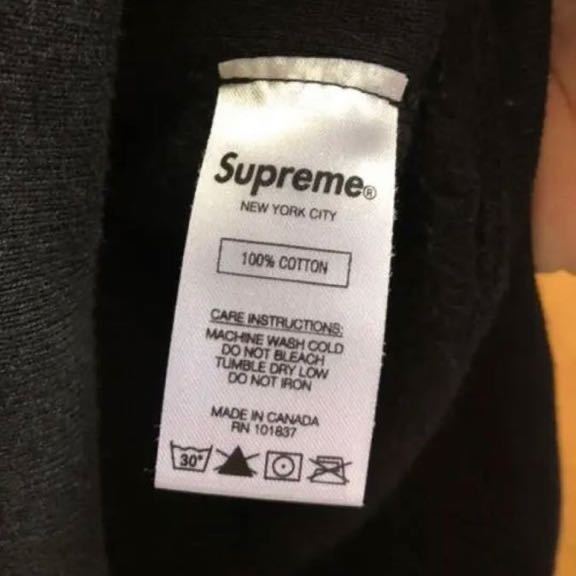 Supreme®
NEW YORK CITY
100% COTTON
CARE INSTRUCTIONS:
MACHINE WASH COLD
DO NOT BLEACH
TUMBLE DRY LOW
DO NOT IRON
MADE IN CANADA
RN 101837
30°